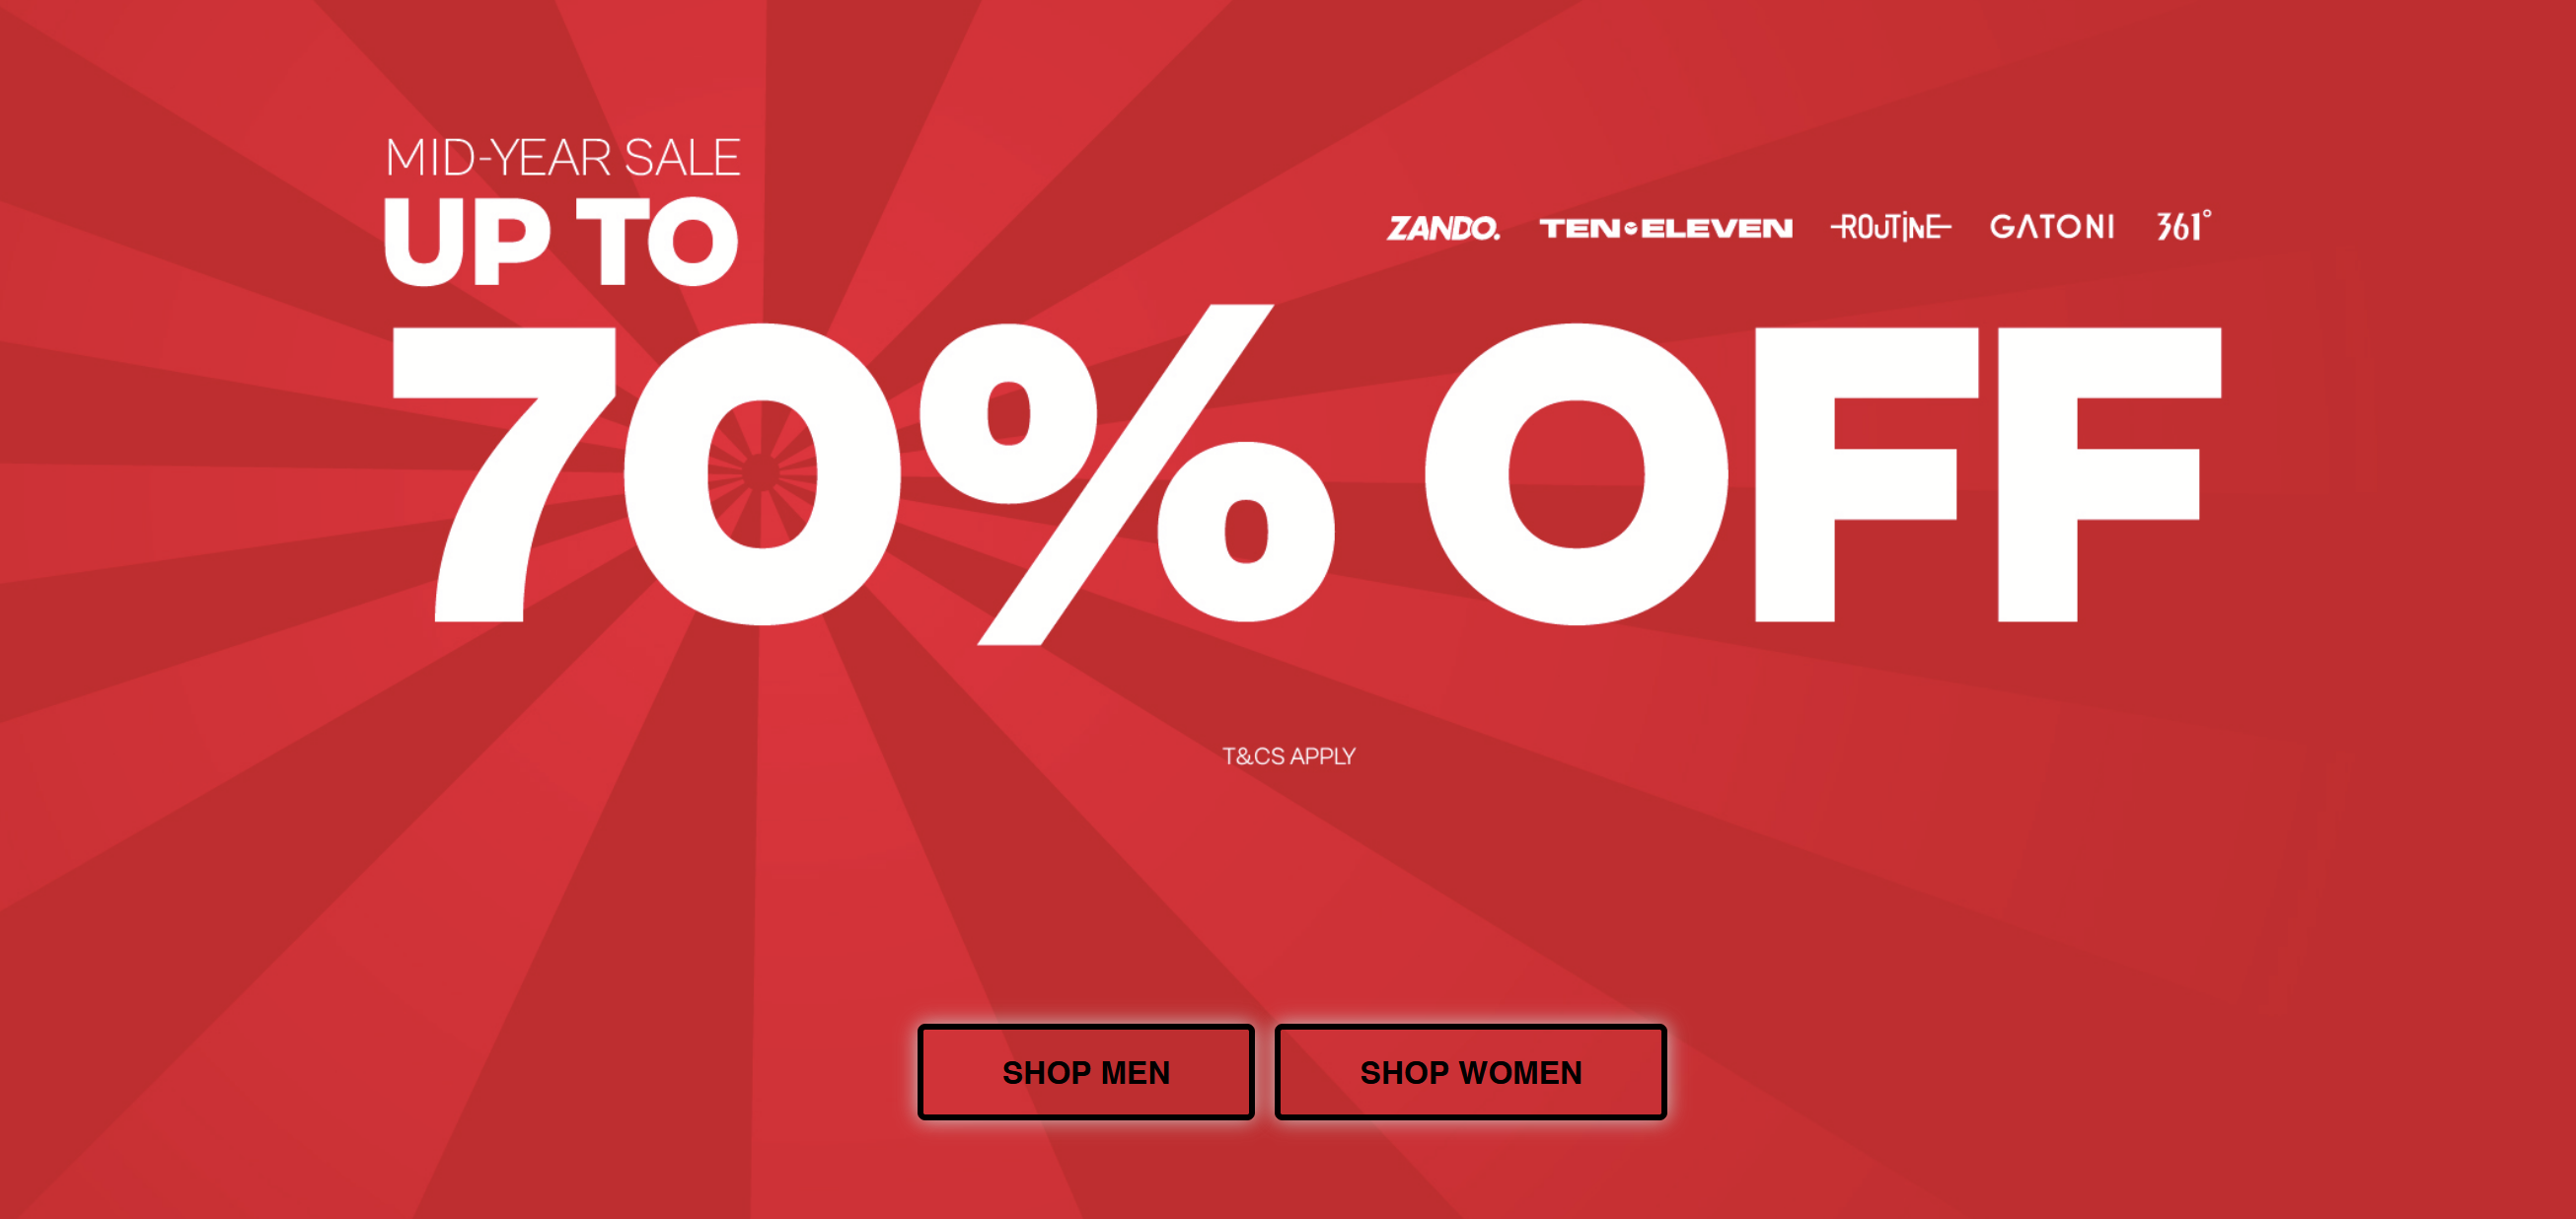 MID-YEAR SALE
UP TO
ZANDO. TEN ELEVEN ROUTINE GATONI 361°
70% OFF
T&CS APPLY
SHOP MEN SHOP WOMEN